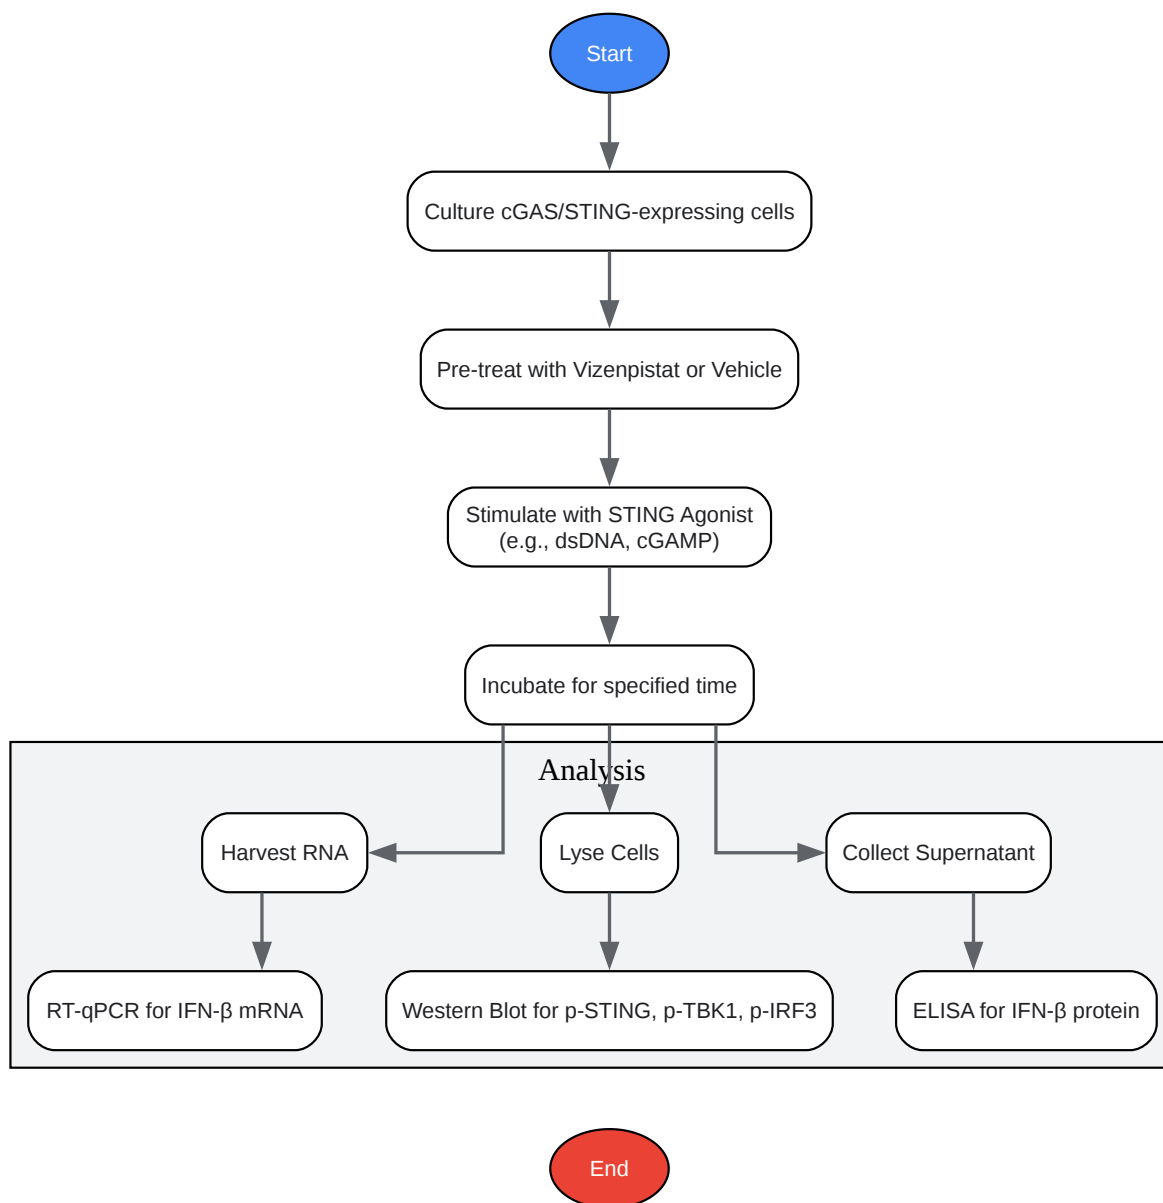 Start
Culture cGAS/STING-expressing cells
Pre-treat with Vizenpistat or Vehicle
Stimulate with STING Agonist
(e.g., dsDNA, cGAMP)
Incubate for specified time
Analysis
Harvest RNA
Lyse Cells
Collect Supernatant
RT-qPCR for IFN-β mRNA
Western Blot for p-STING, p-TBK1, p-IRF3
ELISA for IFN-β protein
End